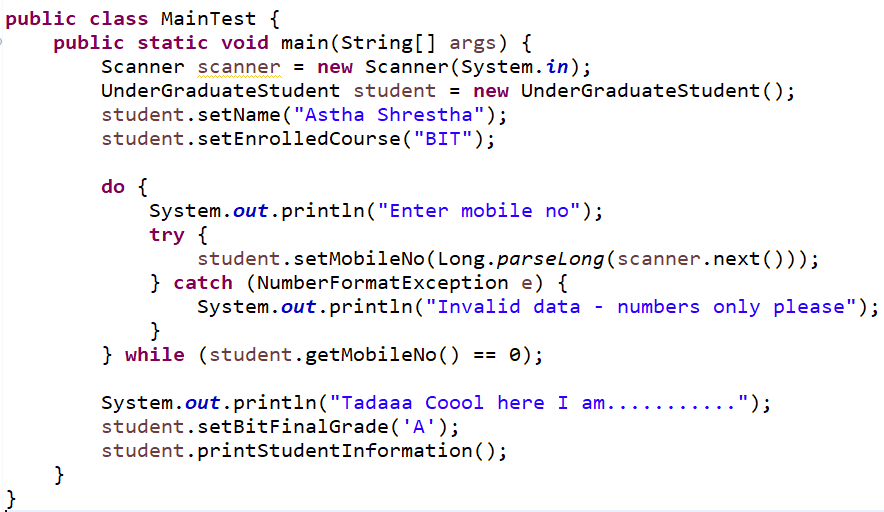 public class MainTest {
    public static void main(String[] args) {
        Scanner scanner = new Scanner(System.in);
        UnderGraduateStudent student = new UnderGraduateStudent();
        student.setName("Astha Shrestha");
        student.setEnrolledCourse("BIT");

        do {
            System.out.println("Enter mobile no");
            try {
                student.setMobileNo(Long.parseLong(scanner.next()));
            } catch (NumberFormatException e) {
                System.out.println("Invalid data - numbers only please");
            }
        } while (student.getMobileNo() == 0);

        System.out.println("Tadaaa Coool here I am...........");
        student.setBitFinalGrade('A');
        student.printStudentInformation();
    }
}